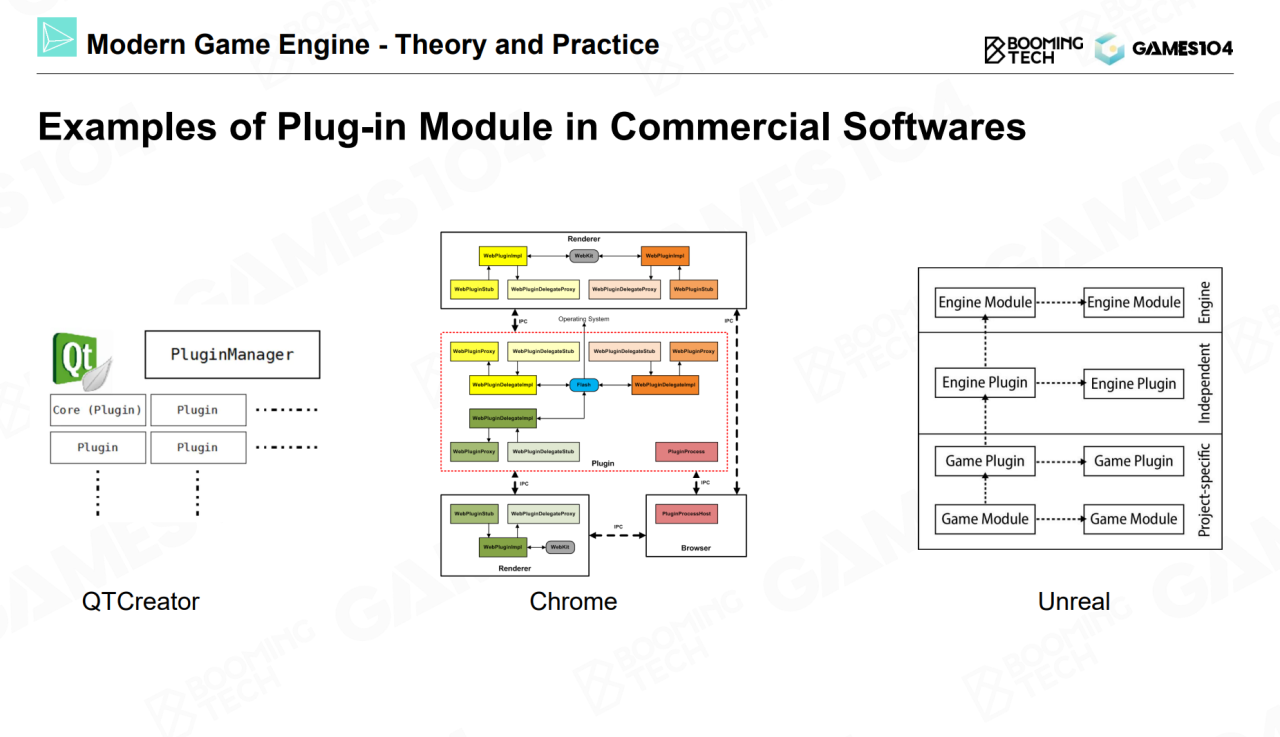 Modern Game Engine - Theory and Practice
BOOMING
TECH
GAMES104
Examples of Plug-in Module in Commercial Softwares
Qt
PluginManager
Core (Plugin)
Plugin
Plugin
Plugin
QTCreator
Renderer
WebPluginImpl
WebKit
WebPluginImpl
WebPluginStub
WebPluginDelegateProxy
WebPluginDelegateProxy
WebPluginStub
IPC
Operating System
IPC
WebPluginProxy
WebPluginDelegateStub
WebPluginDelegateStub
WebPluginProxy
WebPluginDelegateImpl
Flash
WebPluginDelegateImpl
WebPluginDelegateImpl
WebPluginProxy
WebPluginDelegateStub
PluginProcess
Plugin
IPC
IPC
WebPluginStub
WebPluginDelegateProxy
PluginProcessHost
IPC
WebPluginImpl
WebKit
Browser
Renderer
Chrome
Engine Module
Engine Module
Engine
Engine Plugin
Engine Plugin
Independent
Game Plugin
Game Plugin
Game Module
Game Module
Project-specific
Unreal